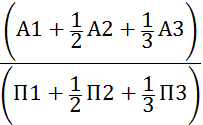 (А1 + 1/2 А2 + 1/3 А3)
(П1 + 1/2 П2 + 1/3 П3)